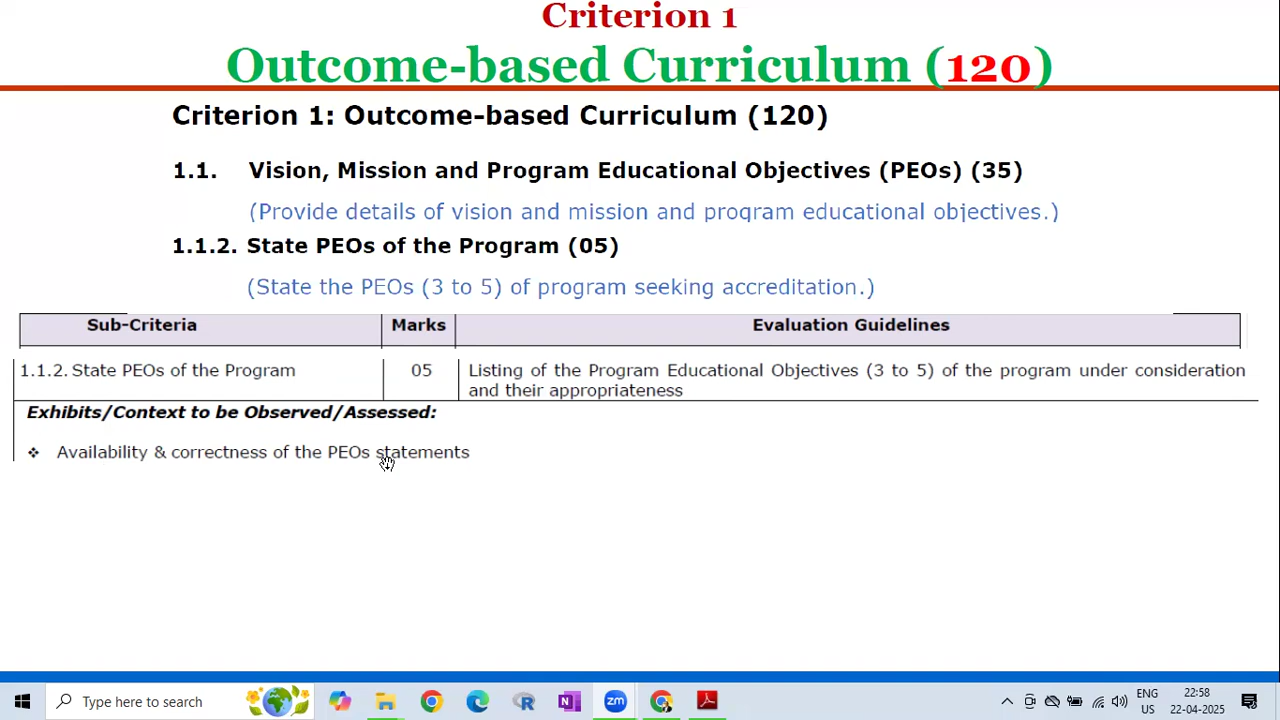 Criterion 1
Outcome-based Curriculum (120)
Criterion 1: Outcome-based Curriculum (120)
1.1. Vision, Mission and Program Educational Objectives (PEOs) (35)
(Provide details of vision and mission and program educational objectives.)
1.1.2. State PEOs of the Program (05)
(State the PEOs (3 to 5) of program seeking accreditation.)
Sub-Criteria Marks Evaluation Guidelines
1.1.2. State PEOs of the Program 05 Listing of the Program Educational Objectives (3 to 5) of the program under consideration
and their appropriateness
Exhibits/Context to be Observed/Assessed:
❖ Availability & correctness of the PEOs statements
Type here to search
zm
ENG
US
22:58
22-04-2025